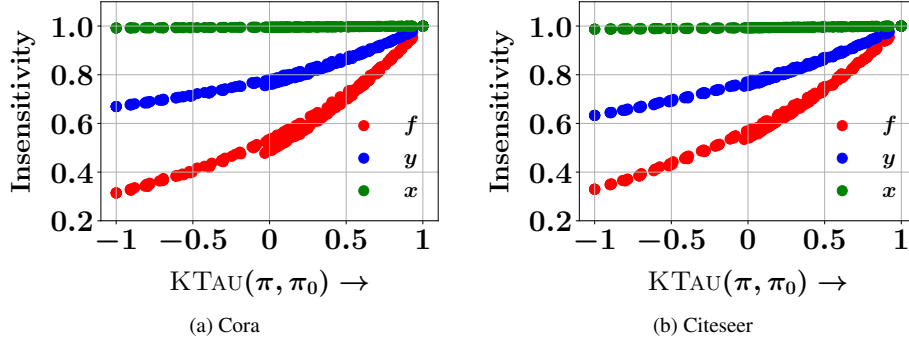 Insensitivity
1.0
0.8
0.6
0.4
0.2
f
y
x
−1 −0.5 0 0.5 1
KTAU(π, π₀) →
(a) Cora
Insensitivity
1.0
0.8
0.6
0.4
0.2
f
y
x
−1 −0.5 0 0.5 1
KTAU(π, π₀) →
(b) Citeseer